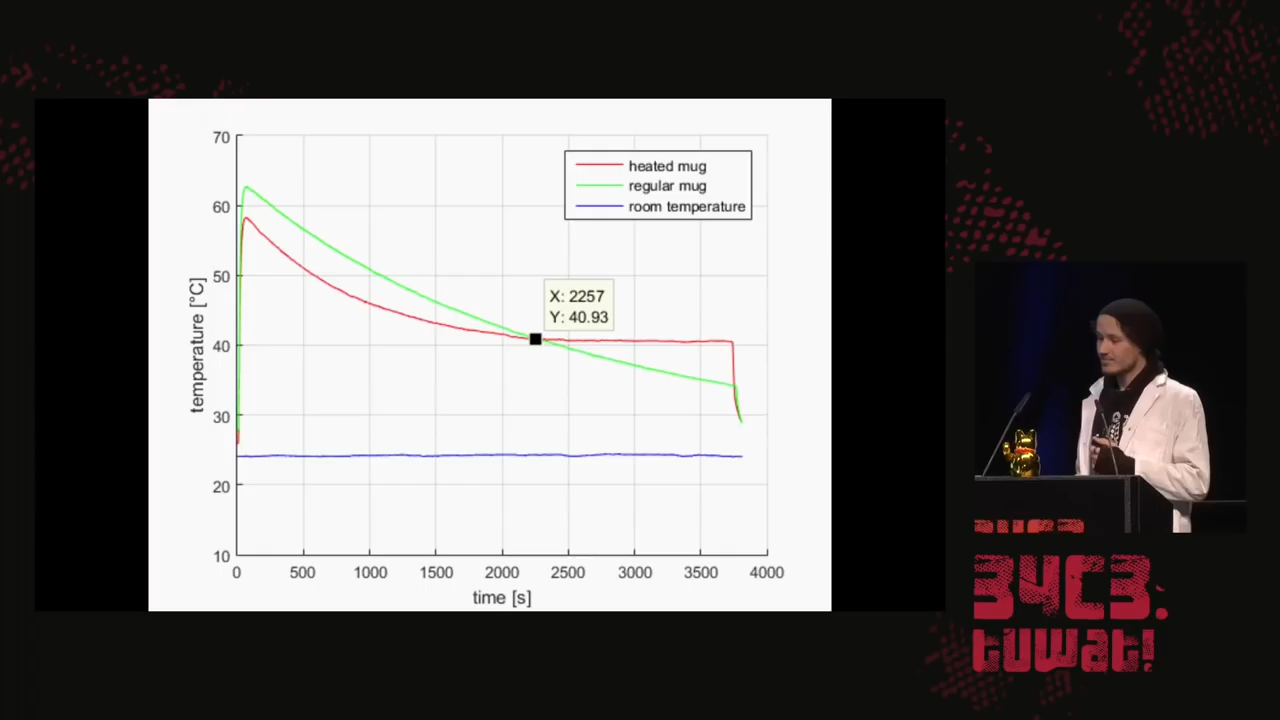 70
60
50
40
30
20
10
temperature [°C]
heated mug
regular mug
room temperature
X: 2257
Y: 40.93
0 500 1000 1500 2000 2500 3000 3500 4000
time [s]
34C3.
tuwat!